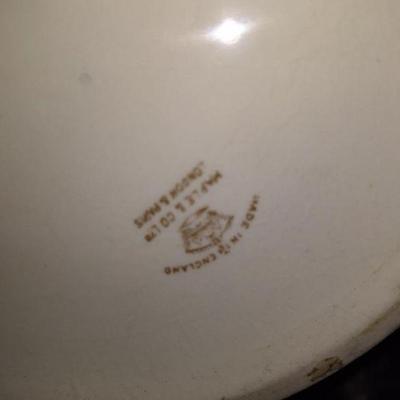 MADE IN ENGLAND
MAPLE & CO LTD
LONDON & PARIS